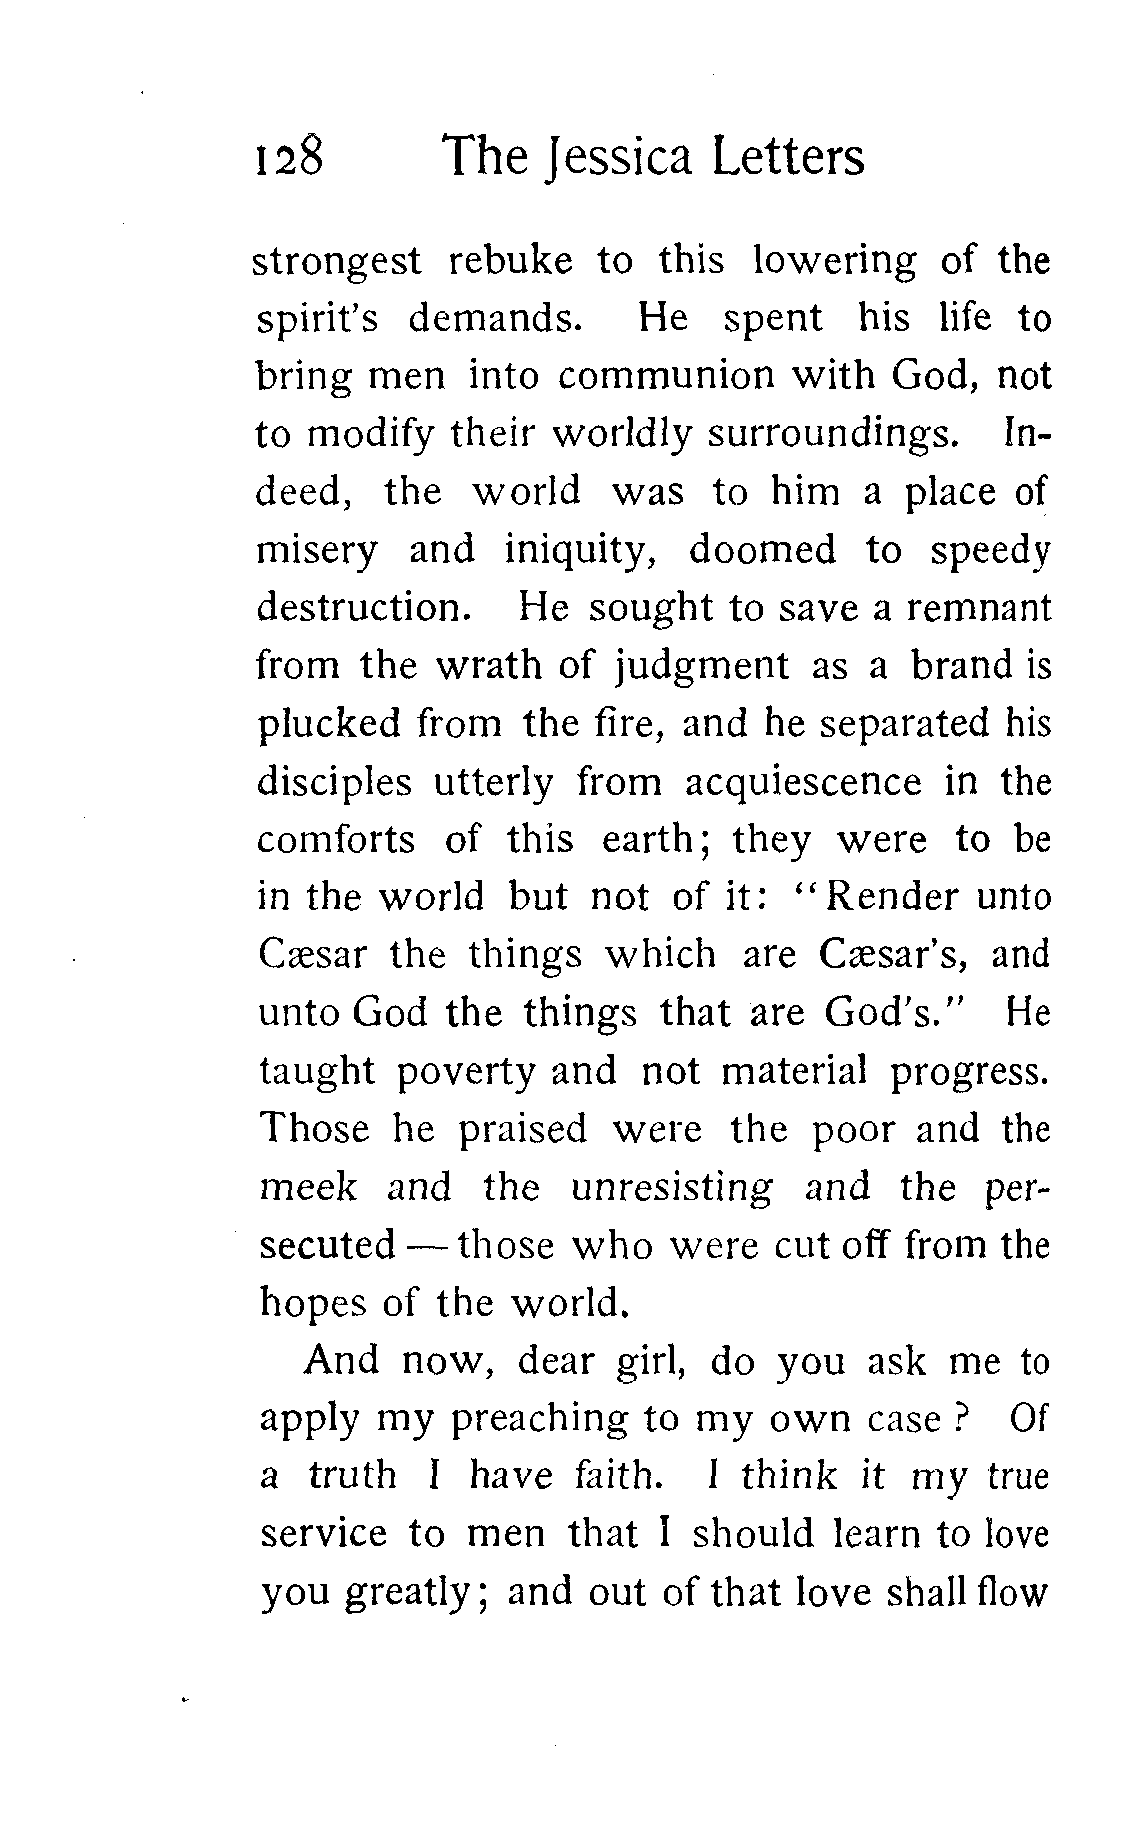 128 The Jessica Letters
strongest rebuke to this lowering of the
spirit's demands. He spent his life to
bring men into communion with God, not
to modify their worldly surroundings. In-
deed, the world was to him a place of
misery and iniquity, doomed to speedy
destruction. He sought to save a remnant
from the wrath of judgment as a brand is
plucked from the fire, and he separated his
disciples utterly from acquiescence in the
comforts of this earth; they were to be
in the world but not of it: “Render unto
Cæsar the things which are Cæsar's, and
unto God the things that are God's.” He
taught poverty and not material progress.
Those he praised were the poor and the
meek and the unresisting and the per-
secuted — those who were cut off from the
hopes of the world.
And now, dear girl, do you ask me to
apply my preaching to my own case ? Of
a truth I have faith. I think it my true
service to men that I should learn to love
you greatly; and out of that love shall flow